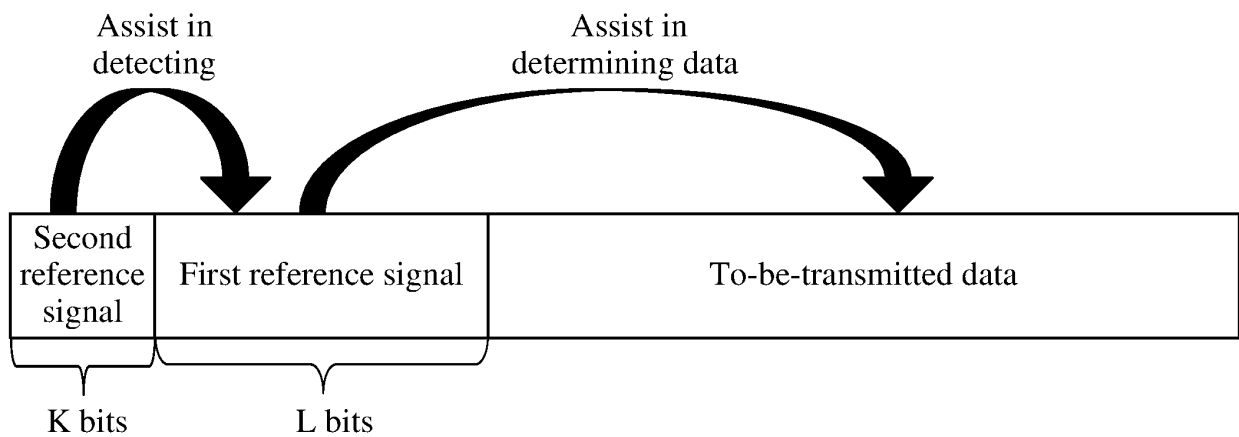 Assist in
detecting
Assist in
determining data
Second
reference
signal
First reference signal
To-be-transmitted data
K bits
L bits